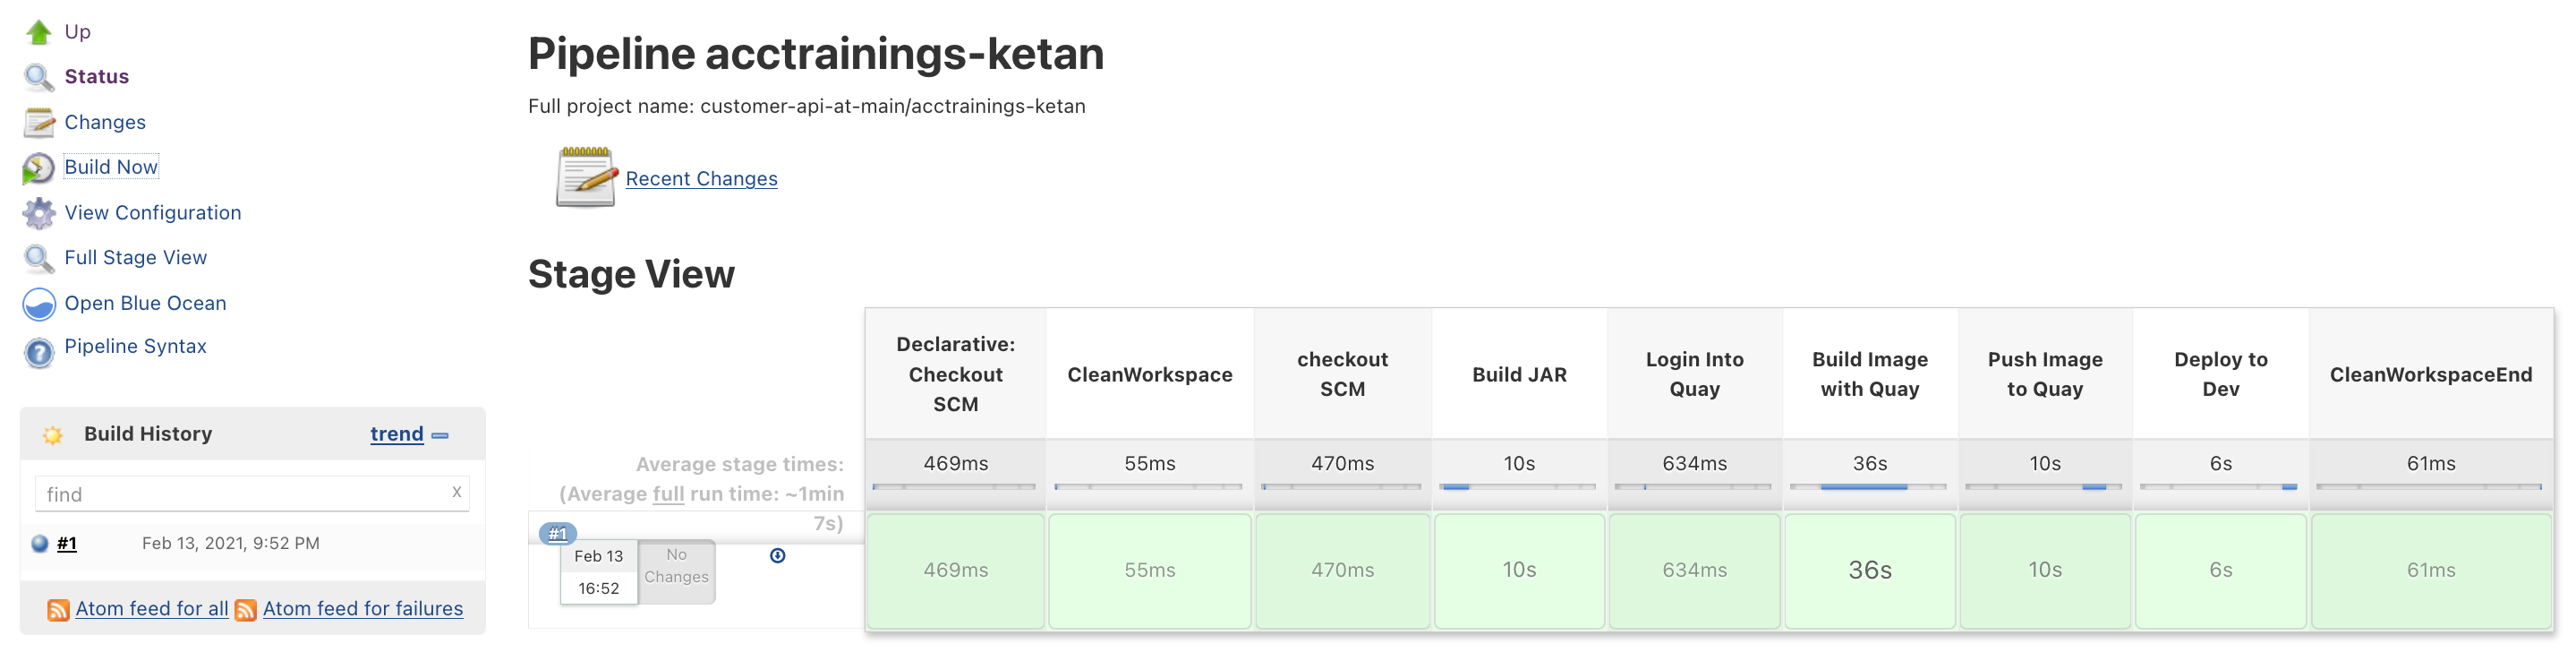 Up
Status
Changes
Build Now
View Configuration
Full Stage View
Open Blue Ocean
Pipeline Syntax
Build History
trend
find
x
#1
Feb 13, 2021, 9:52 PM
Atom feed for all
Atom feed for failures
Pipeline acctrainings-ketan
Full project name: customer-api-at-main/acctrainings-ketan
Recent Changes
Stage View
Declarative:
Checkout
SCM
CleanWorkspace
checkout
SCM
Build JAR
Login Into
Quay
Build Image
with Quay
Push Image
to Quay
Deploy to
Dev
CleanWorkspaceEnd
Average stage times:
(Average full run time: ~1min
7s)
469ms
55ms
470ms
10s
634ms
36s
10s
6s
61ms
#1
Feb 13
16:52
No
Changes
469ms
55ms
470ms
10s
634ms
36s
10s
6s
61ms